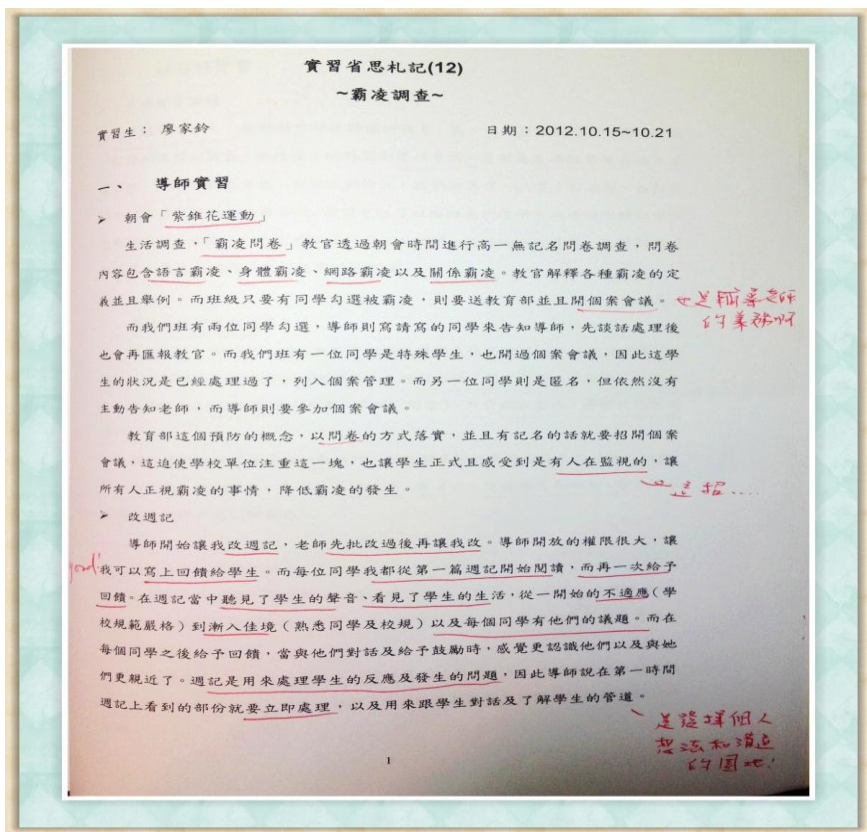 實習省思札記(12)
~霸凌調查~
實習生： 廖家鈴 日期：2012.10.15~10.21
一、 導師實習
➢ 朝會「紫錐花運動」
生活調查，「霸凌問卷」教官透過朝會時間進行高一無記名問卷調查，問卷
內容包含語言霸凌、身體霸凌、網路霸凌以及關係霸凌。教官解釋各種霸凌的定
義並且舉例。而班級只要有同學勾選被霸凌，則要送教育部並且開個案會議。
也是輔導老師
的業務啊
而我們班有兩位同學勾選，導師則寫請寫的同學來告知導師，先談話處理後
也會再匯報教官。而我們班有一位同學是特殊學生，也開過個案會議，因此這學
生的狀況是已經處理過了，列入個案管理。而另一位同學則是匿名，但依然沒有
主動告知老師，而導師則要參加個案會議。
教育部這個預防的概念，以問卷的方式落實，並且有記名的話就要招開個案
會議，這迫使學校單位注重這一塊，也讓學生正式且感受到是有人在監視的，讓
所有人正視霸凌的事情，降低霸凌的發生。
➢ 改週記
導師開始讓我改週記，老師先批改過後再讓我改。導師開放的權限很大，讓
good!
我可以寫上回饋給學生。而每位同學我都從第一篇週記開始閱讀，而再一次給予
回饋。在週記當中聽見了學生的聲音、看見了學生的生活，從一開始的不適應（學
校規範嚴格）到漸入佳境（熟悉同學及校規）以及每個同學有他們的議題。而在
每個同學之後給予回饋，當與他們對話及給予鼓勵時，感覺更認識他們以及與她
們更親近了。週記是用來處理學生的反應及發生的問題，因此導師說在第一時間
週記上看到的部份就要立即處理，以及用來跟學生對話及了解學生的管道。
是發揮個人
想法和
的園地!
1